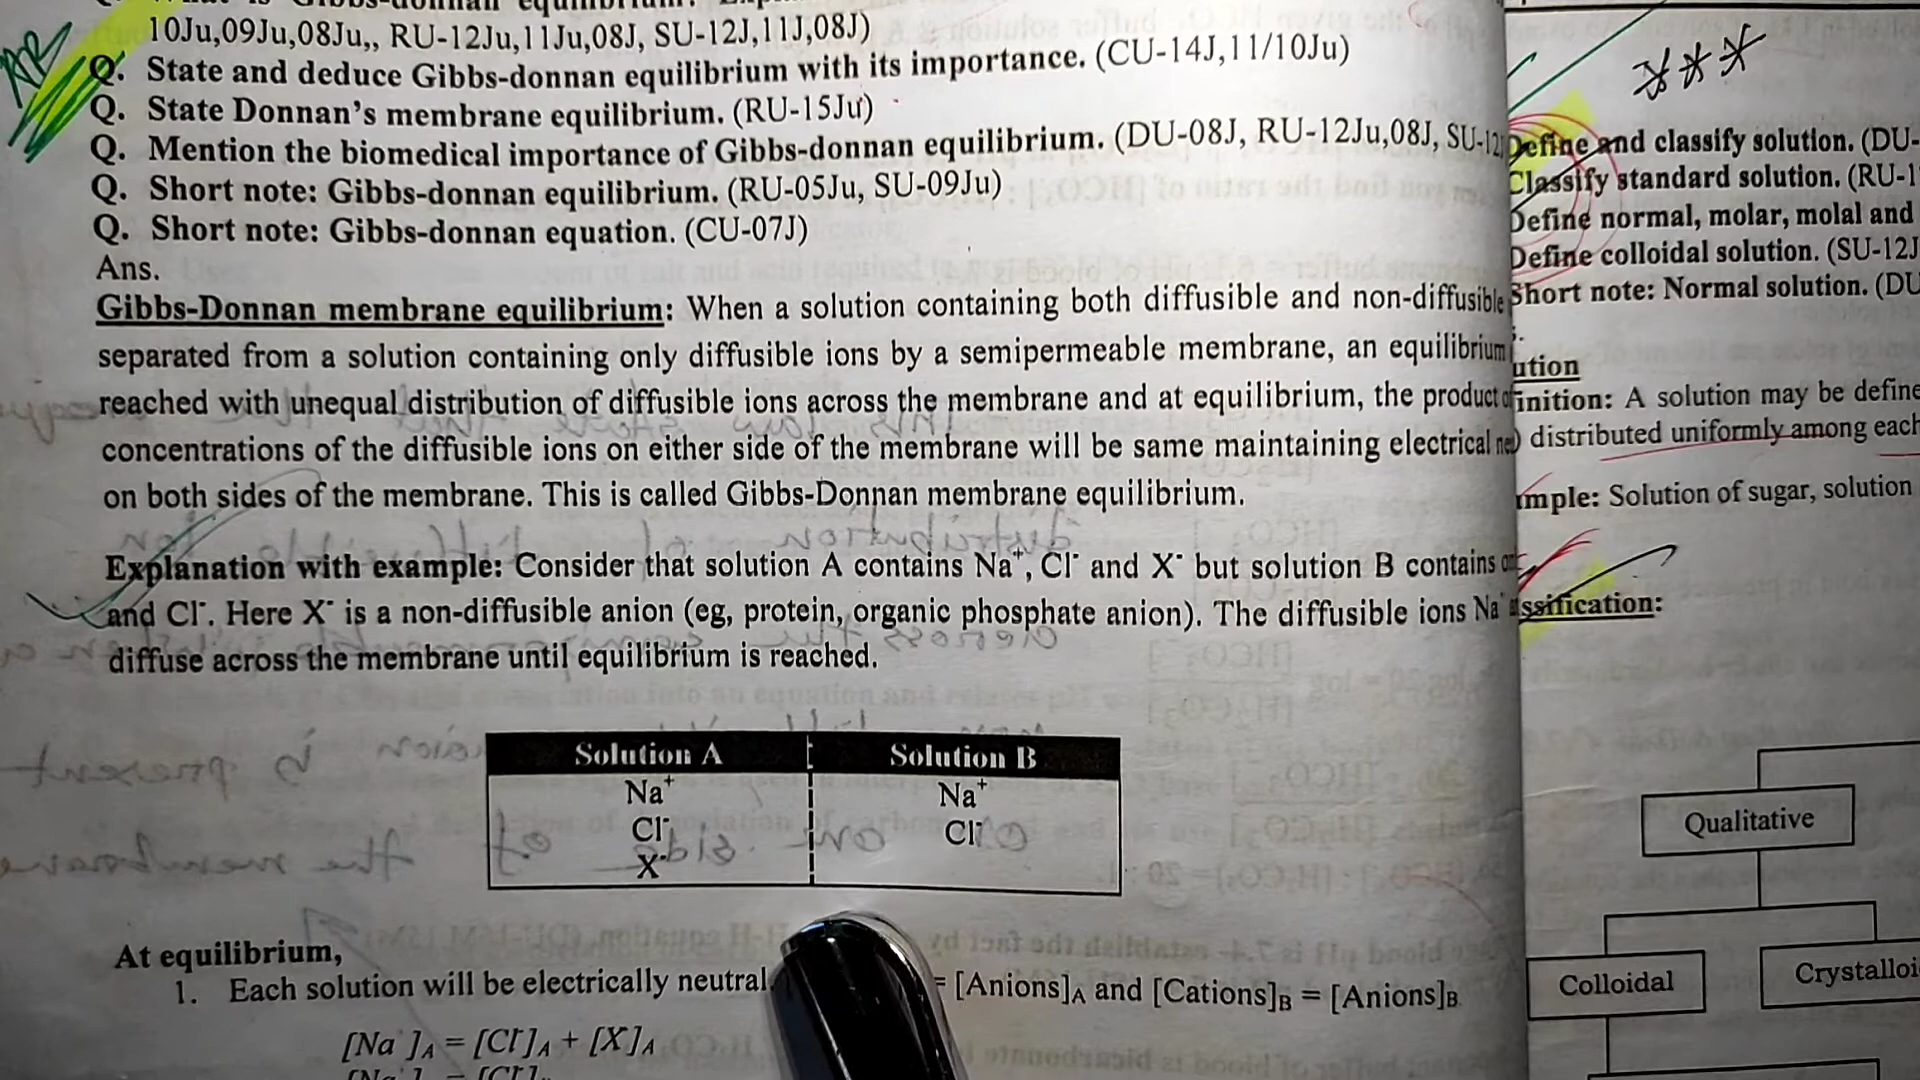 10Ju,09Ju,08Ju,, RU-12Ju,11Ju,08J, SU-12J,11J,08J)
Q. State and deduce Gibbs-donnan equilibrium with its importance. (CU-14J,11/10Ju)
Q. State Donnan's membrane equilibrium. (RU-15Ju)
Q. Mention the biomedical importance of Gibbs-donnan equilibrium. (DU-08J, RU-12Ju,08J, SU-12
Q. Short note: Gibbs-donnan equilibrium. (RU-05Ju, SU-09Ju)
Q. Short note: Gibbs-donnan equation. (CU-07J)
Ans.
Gibbs-Donnan membrane equilibrium: When a solution containing both diffusible and non-diffusible
separated from a solution containing only diffusible ions by a semipermeable membrane, an equilibrium
reached with unequal distribution of diffusible ions across the membrane and at equilibrium, the product
concentrations of the diffusible ions on either side of the membrane will be same maintaining electrical
on both sides of the membrane. This is called Gibbs-Donnan membrane equilibrium.
Explanation with example: Consider that solution A contains Na⁺, Cl⁻ and X⁻ but solution B contains
and Cl⁻. Here X⁻ is a non-diffusible anion (eg, protein, organic phosphate anion). The diffusible ions Na
diffuse across the membrane until equilibrium is reached.
Solution A Solution B
Na⁺ Na⁺
Cl⁻ Cl⁻
X⁻
At equilibrium,
1. Each solution will be electrically neutral = [Anions]A and [Cations]B = [Anions]B
[Na⁺]A = [Cl⁻]A + [X⁻]A
***
Define and classify solution. (DU-
Classify standard solution. (RU-1
Define normal, molar, molal and
Define colloidal solution. (SU-12J
Short note: Normal solution. (DU
ution
finition: A solution may be define
distributed uniformly among each
mple: Solution of sugar, solution
ssification:
Qualitative
Colloidal
Crystalloi